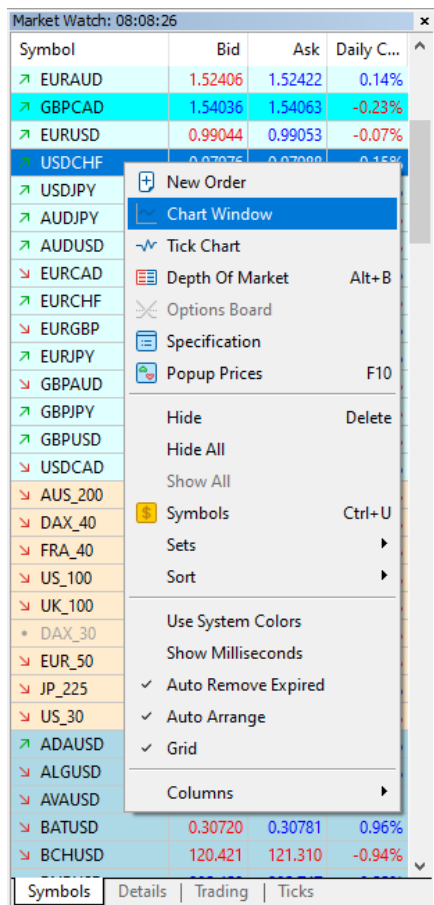 Market Watch: 08:08:26
Symbol Bid Ask Daily C...
EURAUD 1.52406 1.52422 0.14%
GBPCAD 1.54036 1.54063 -0.23%
EURUSD 0.99044 0.99053 -0.07%
USDCHF
USDJPY New Order
AUDJPY Chart Window
AUDUSD Tick Chart
EURCAD Depth Of Market Alt+B
EURCHF Options Board
EURGBP Specification
EURJPY Popup Prices F10
GBPAUD
GBPJPY Hide Delete
GBPUSD Hide All
USDCAD Show All
AUS_200 Symbols Ctrl+U
DAX_40 Sets
FRA_40 Sort
US_100
UK_100 Use System Colors
DAX_30 Show Milliseconds
EUR_50 Auto Remove Expired
JP_225 Auto Arrange
US_30 Grid
ADAUSD
ALGUSD Columns
AVAUSD
BATUSD 0.30720 0.30781 0.96%
BCHUSD 120.421 121.310 -0.94%
Symbols Details Trading Ticks